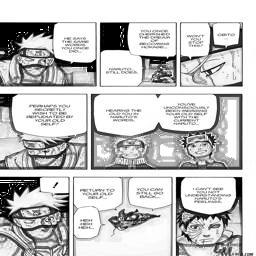 OBITO...
WON'T
YOU
STOP
THIS?
YOU ONCE
CHERISHED
THE DREAM
OF
BECOMING
HOKAGE...
NARUTO
STILL DOES.
HE SAYS
THE SAME
WORDS
YOU ONCE
DID...
YOU'VE
UNCONSCIOUSLY
BEEN
COMPARING
YOUR OLD
SELF WITH
THE
CURRENT
NARUTO...
HEARING THE
OLD YOU IN
NARUTO'S
WORDS.
PERHAPS YOU
SECRETLY
WISH TO BE
REPUDIATED BY
YOUR OLD
SELF?
I CAN'T SEE
YOU NOT
UNDERSTANDING
NARUTO'S
FEELINGS.
YOU CAN
STILL GO
BACK...
RETURN TO
YOUR OLD
SELF...
HEH
HEH
HEH...